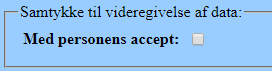 Samtykke til videregivelse af data:
Med personens accept: